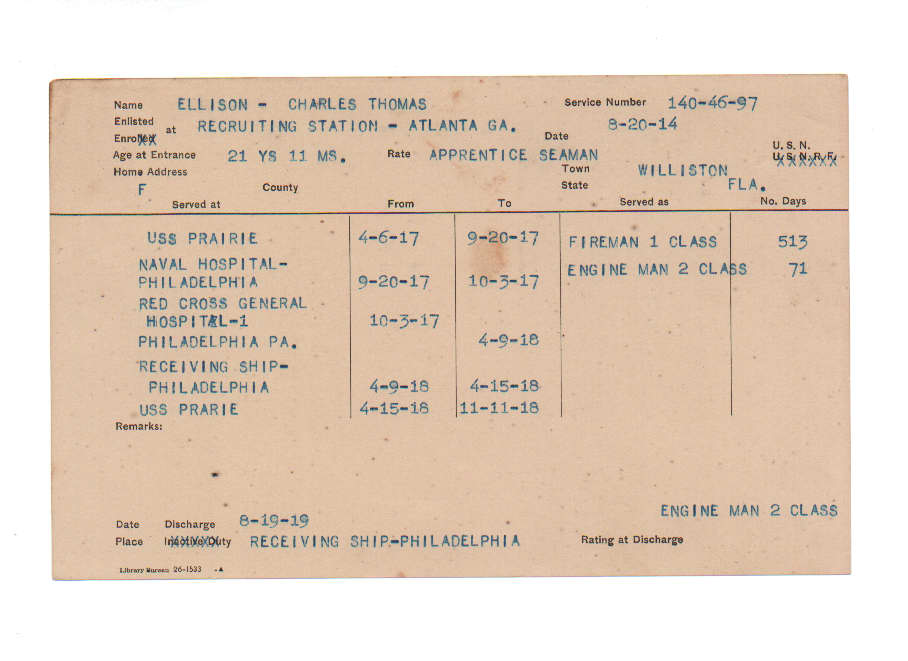 Name ELLISON - CHARLES THOMAS Service Number 140-46-97
Enlisted
Enrolled at RECRUITING STATION - ATLANTA GA. Date 8-20-14
Age at Entrance 21 YS 11 MS. Rate APPRENTICE SEAMAN U. S. N.
U. S. N. R. F.
Home Address Town WILLISTON
F County State FLA.
Served at From To Served as No. Days
USS PRAIRIE 4-6-17 9-20-17 FIREMAN 1 CLASS 513
NAVAL HOSPITAL- ENGINE MAN 2 CLASS 71
PHILADELPHIA 9-20-17 10-3-17
RED CROSS GENERAL
HOSPITAL-1 10-3-17
PHILADELPHIA PA. 4-9-18
RECEIVING SHIP-
PHILADELPHIA 4-9-18 4-15-18
USS PRARIE 4-15-18 11-11-18
Remarks:
ENGINE MAN 2 CLASS
Date Discharge 8-19-19
Place Inactive Duty RECEIVING SHIP-PHILADELPHIA Rating at Discharge
Library Bureau 26-1533 -A